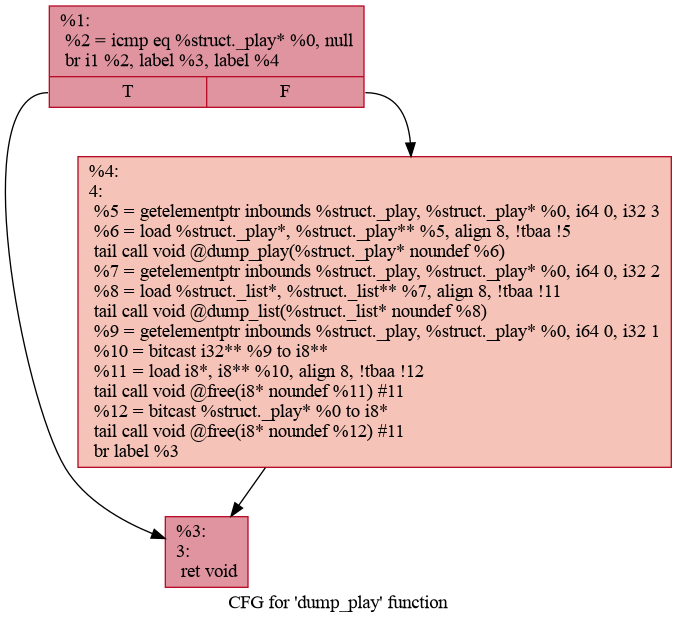 %1:
%2 = icmp eq %struct._play* %0, null
br i1 %2, label %3, label %4
T
F
%4:
4:
%5 = getelementptr inbounds %struct._play, %struct._play* %0, i64 0, i32 3
%6 = load %struct._play*, %struct._play** %5, align 8, !tbaa !5
tail call void @dump_play(%struct._play* noundef %6)
%7 = getelementptr inbounds %struct._play, %struct._play* %0, i64 0, i32 2
%8 = load %struct._list*, %struct._list** %7, align 8, !tbaa !11
tail call void @dump_list(%struct._list* noundef %8)
%9 = getelementptr inbounds %struct._play, %struct._play* %0, i64 0, i32 1
%10 = bitcast i32** %9 to i8**
%11 = load i8*, i8** %10, align 8, !tbaa !12
tail call void @free(i8* noundef %11) #11
%12 = bitcast %struct._play* %0 to i8*
tail call void @free(i8* noundef %12) #11
br label %3
%3:
3:
ret void
CFG for 'dump_play' function